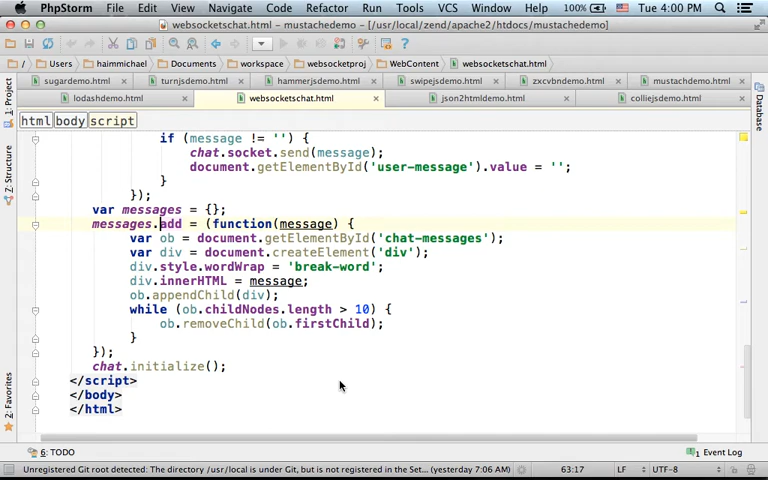 PhpStorm File Edit View Navigate Code Refactor Run Tools VCS Window Help 100% Tue 4:00 PM
websocketschat.html - mustachedemo - [/usr/local/zend/apache2/htdocs/mustachedemo]
/ Users haimmichael Documents workspace websocketproj WebContent websocketschat.html
sugardemo.html turnjsdemo.html hammerjsdemo.html swipejsdemo.html zxcvbndemo.html mustachedemo.html
lodashdemo.html websocketschat.html json2htmldemo.html colliejsdemo.html
html body script
1: Project
Z: Structure
2: Favorites
Database
if (message != '') {
chat.socket.send(message);
document.getElementById('user-message').value = '';
}
});
var messages = {};
messages.add = (function(message) {
var ob = document.getElementById('chat-messages');
var div = document.createElement('div');
div.style.wordWrap = 'break-word';
div.innerHTML = message;
ob.appendChild(div);
while (ob.childNodes.length > 10) {
ob.removeChild(ob.firstChild);
}
});
chat.initialize();
</script>
</body>
</html>
6: TODO 1 Event Log
Unregistered Git root detected: The directory /usr/local is under Git, but is not registered in the Set... (yesterday 7:06 AM) 63:17 LF UTF-8